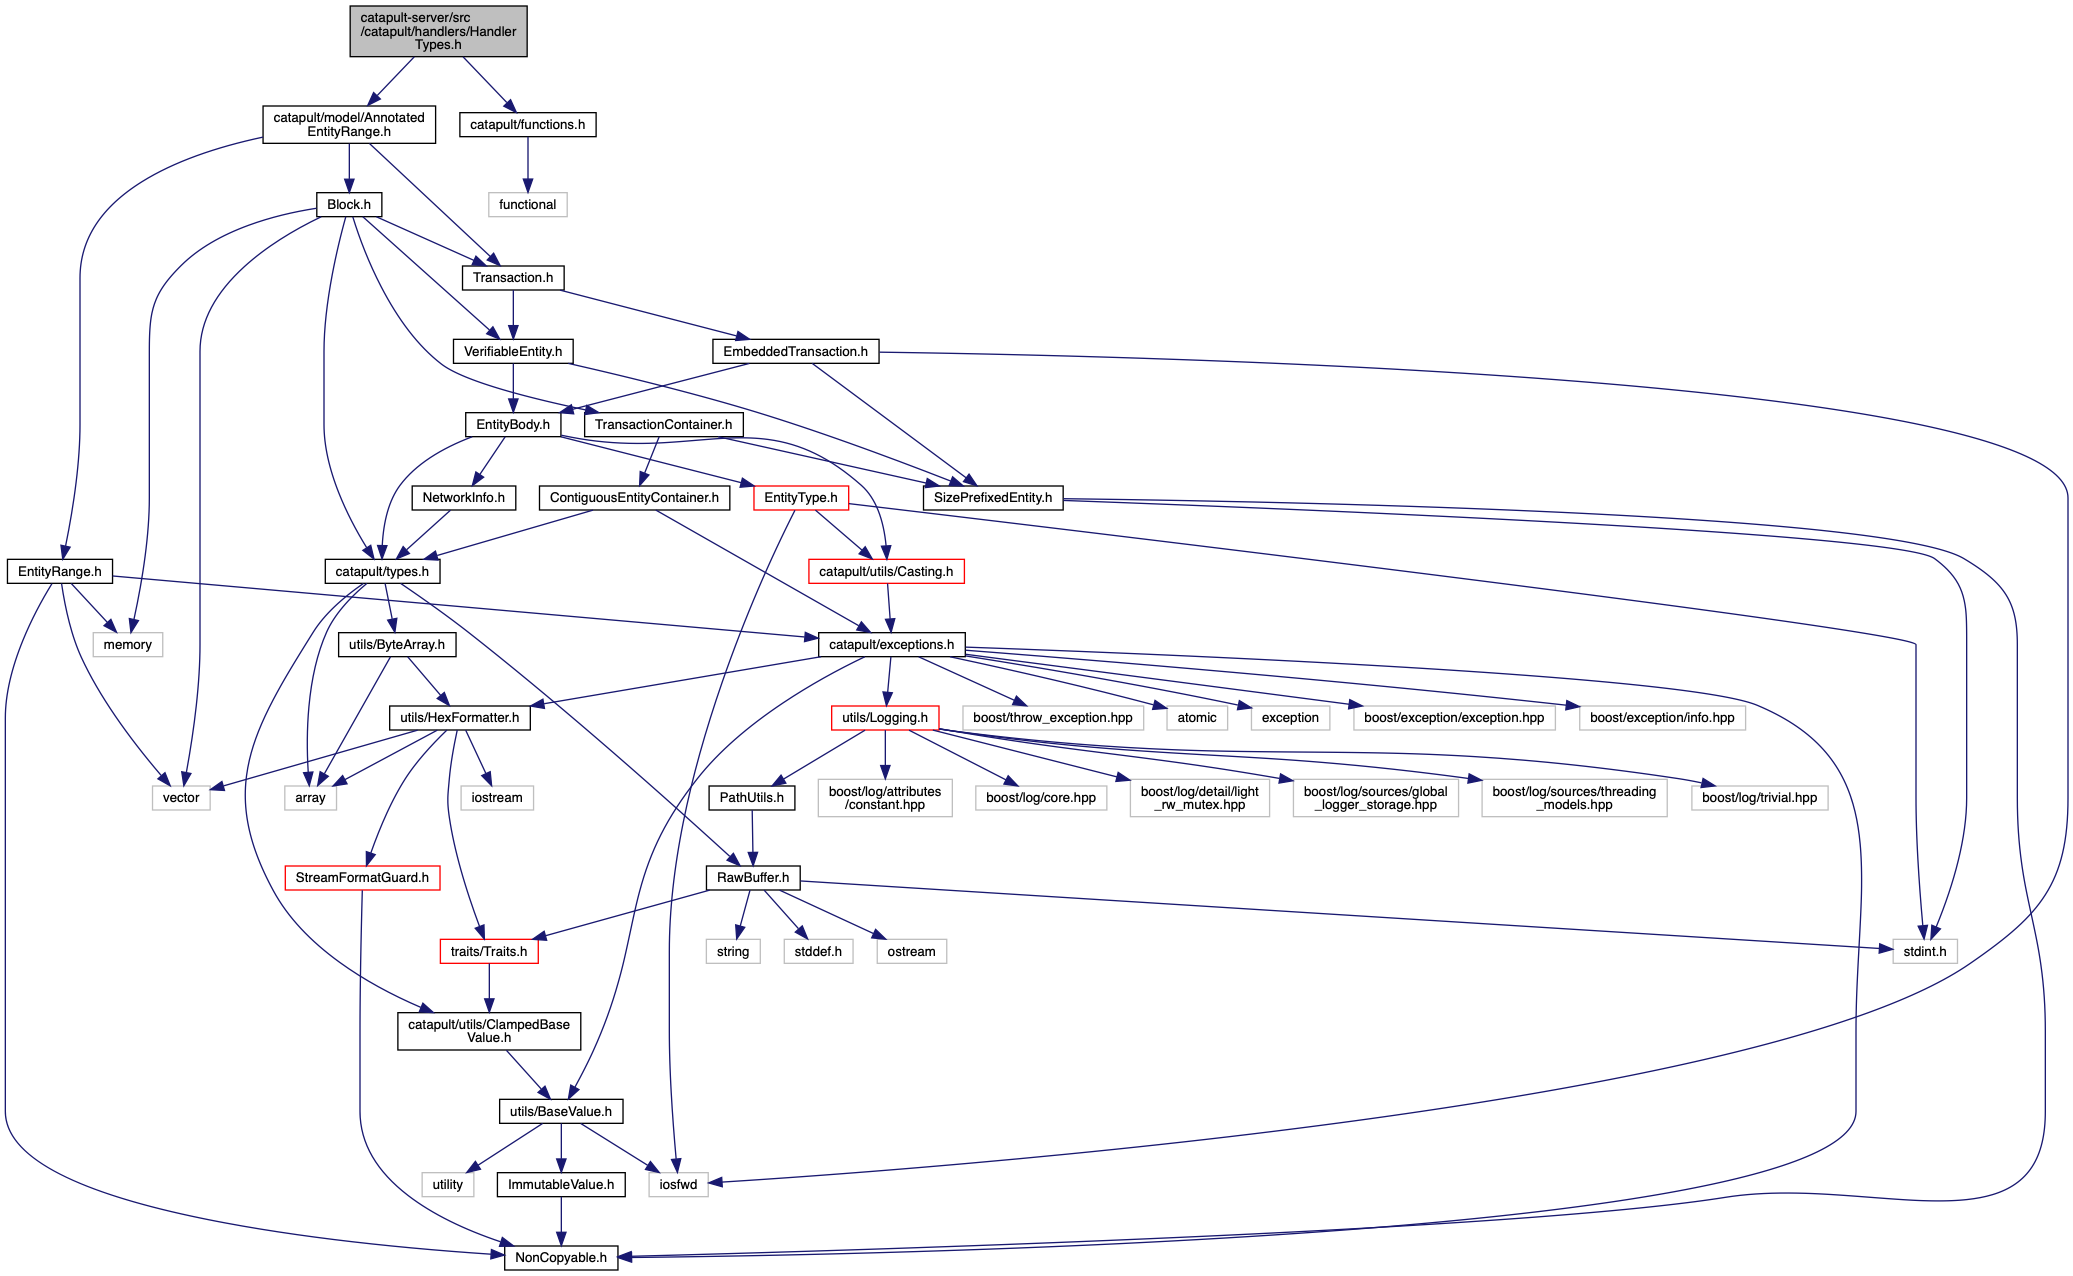 catapult-server/src
/catapult/handlers/Handler
Types.h
catapult/model/Annotated
EntityRange.h
catapult/functions.h
Block.h
functional
Transaction.h
VerifiableEntity.h
EmbeddedTransaction.h
EntityBody.h
TransactionContainer.h
NetworkInfo.h
ContiguousEntityContainer.h
EntityType.h
SizePrefixedEntity.h
EntityRange.h
catapult/types.h
catapult/utils/Casting.h
memory
utils/ByteArray.h
catapult/exceptions.h
utils/HexFormatter.h
utils/Logging.h
boost/throw_exception.hpp
atomic
exception
boost/exception/exception.hpp
boost/exception/info.hpp
vector
array
iostream
PathUtils.h
boost/log/attributes
/constant.hpp
boost/log/core.hpp
boost/log/detail/light
_rw_mutex.hpp
boost/log/sources/global
_logger_storage.hpp
boost/log/sources/threading
_models.hpp
boost/log/trivial.hpp
StreamFormatGuard.h
RawBuffer.h
traits/Traits.h
string
stddef.h
ostream
stdint.h
catapult/utils/ClampedBase
Value.h
utils/BaseValue.h
utility
ImmutableValue.h
iosfwd
NonCopyable.h